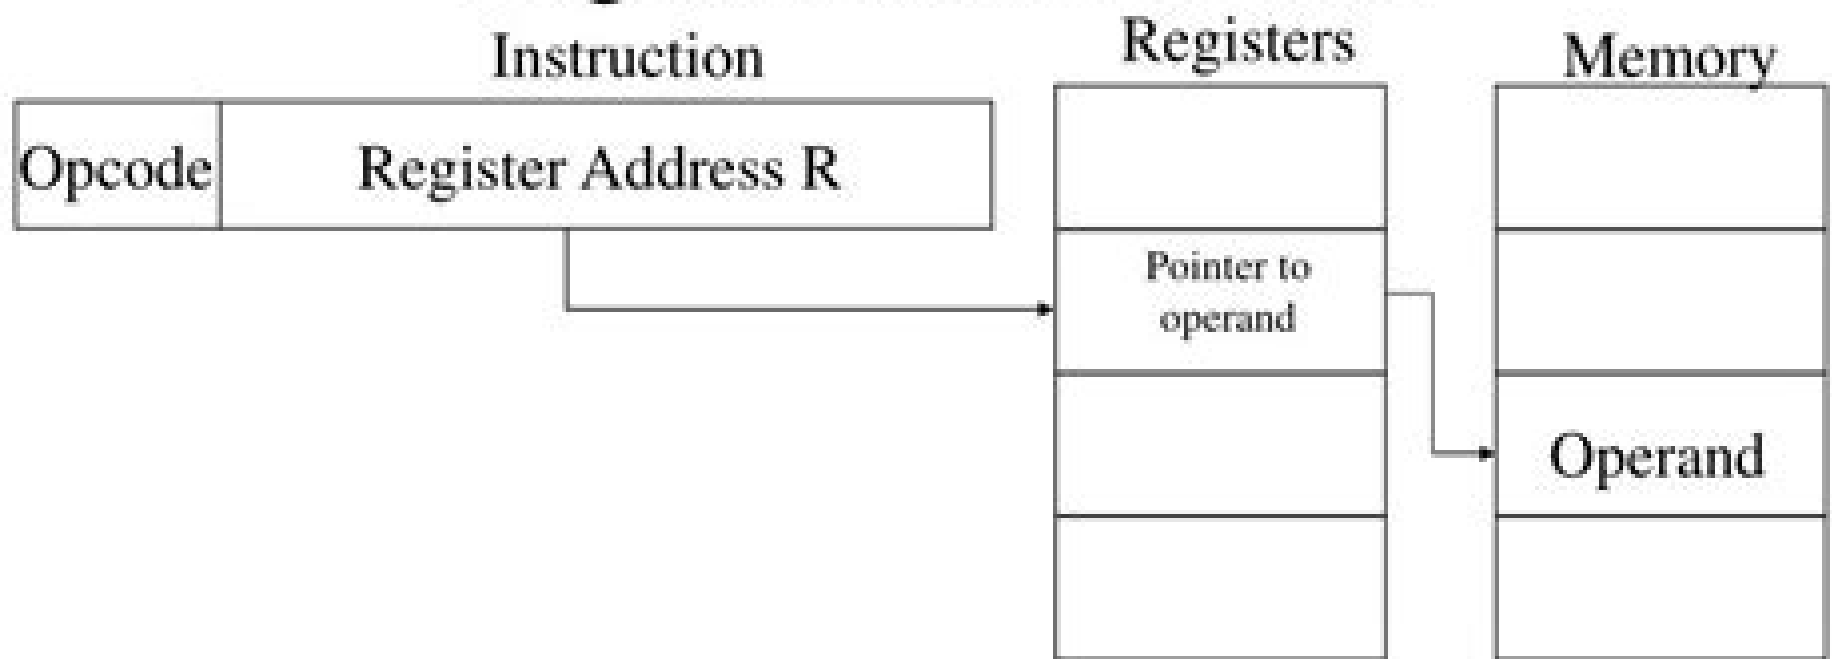 Instruction
Registers
Memory
Opcode
Register Address R
Pointer to
operand
Operand